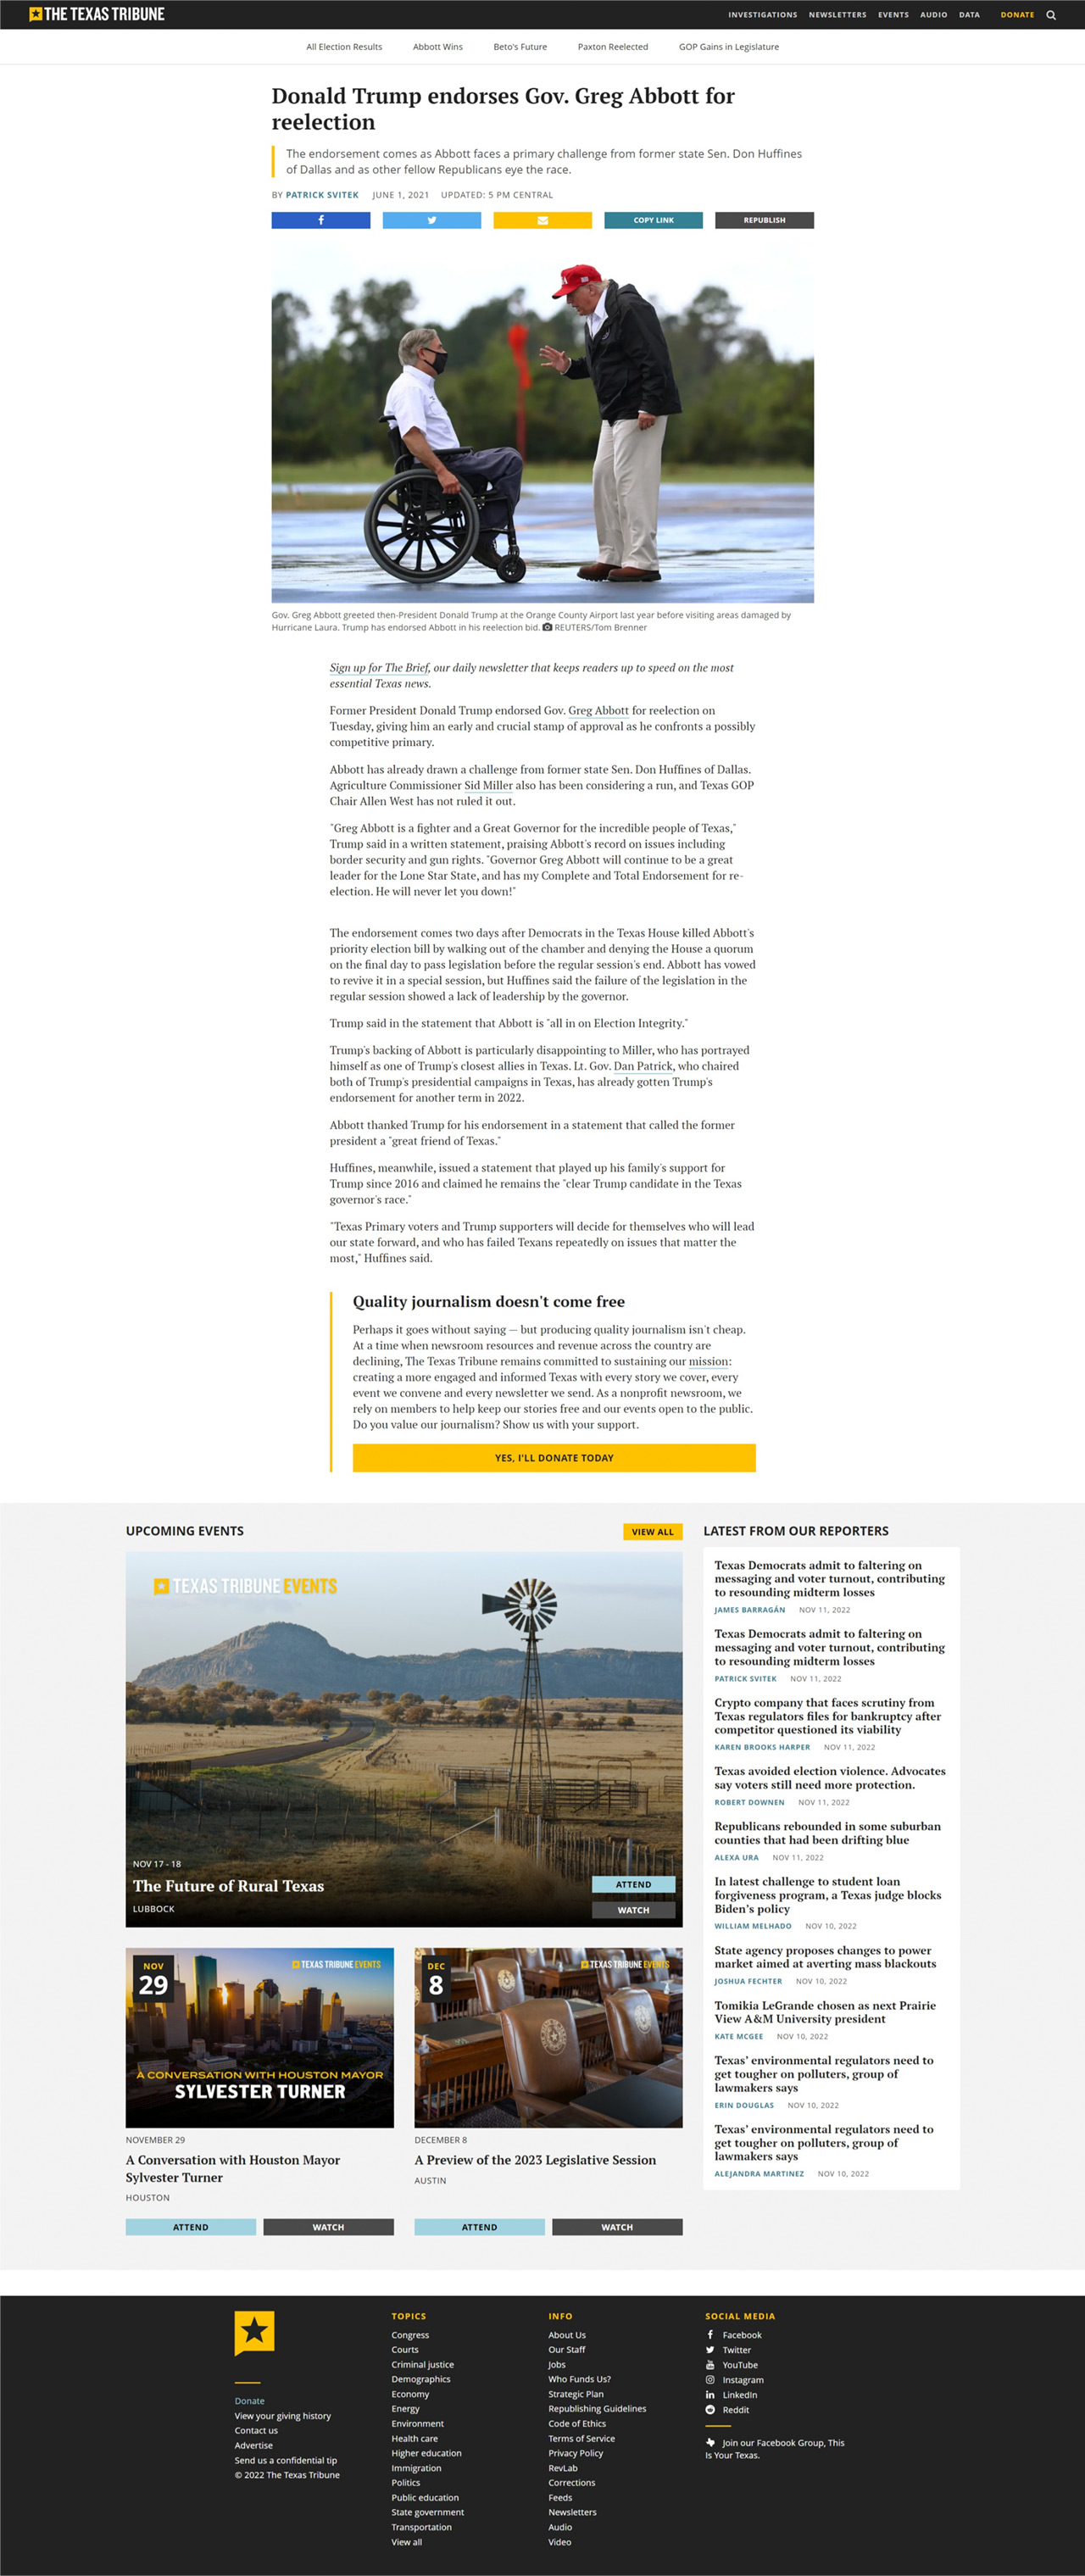 THE TEXAS TRIBUNE
INVESTIGATIONS NEWSLETTERS EVENTS AUDIO DATA DONATE
All Election Results Abbott Wins Beto's Future Paxton Reelected GOP Gains in Legislature
Donald Trump endorses Gov. Greg Abbott for
reelection
The endorsement comes as Abbott faces a primary challenge from former state Sen. Don Huffines
of Dallas and as other fellow Republicans eye the race.
BY PATRICK SVITEK JUNE 1, 2021 UPDATED: 5 PM CENTRAL
COPY LINK REPUBLISH
Gov. Greg Abbott greeted then-President Donald Trump at the Orange County Airport last year before visiting areas damaged by
Hurricane Laura. Trump has endorsed Abbott in his reelection bid. REUTERS/Tom Brenner
Sign up for The Brief, our daily newsletter that keeps readers up to speed on the most
essential Texas news.
Former President Donald Trump endorsed Gov. Greg Abbott for reelection on
Tuesday, giving him an early and crucial stamp of approval as he confronts a possibly
competitive primary.
Abbott has already drawn a challenge from former state Sen. Don Huffines of Dallas.
Agriculture Commissioner Sid Miller also has been considering a run, and Texas GOP
Chair Allen West has not ruled it out.
"Greg Abbott is a fighter and a Great Governor for the incredible people of Texas,"
Trump said in a written statement, praising Abbott's record on issues including
border security and gun rights. "Governor Greg Abbott will continue to be a great
leader for the Lone Star State, and has my Complete and Total Endorsement for re-
election. He will never let you down!"
The endorsement comes two days after Democrats in the Texas House killed Abbott's
priority election bill by walking out of the chamber and denying the House a quorum
on the final day to pass legislation before the regular session's end. Abbott has vowed
to revive it in a special session, but Huffines said the failure of the legislation in the
regular session showed a lack of leadership by the governor.
Trump said in the statement that Abbott is "all in on Election Integrity."
Trump's backing of Abbott is particularly disappointing to Miller, who has portrayed
himself as one of Trump's closest allies in Texas. Lt. Gov. Dan Patrick, who chaired
both of Trump's presidential campaigns in Texas, has already gotten Trump's
endorsement for another term in 2022.
Abbott thanked Trump for his endorsement in a statement that called the former
president a "great friend of Texas."
Huffines, meanwhile, issued a statement that played up his family's support for
Trump since 2016 and claimed he remains the "clear Trump candidate in the Texas
governor's race."
"Texas Primary voters and Trump supporters will decide for themselves who will lead
our state forward, and who has failed Texans repeatedly on issues that matter the
most," Huffines said.
Quality journalism doesn't come free
Perhaps it goes without saying — but producing quality journalism isn't cheap.
At a time when newsroom resources and revenue across the country are
declining, The Texas Tribune remains committed to sustaining our mission:
creating a more engaged and informed Texas with every story we cover, every
event we convene and every newsletter we send. As a nonprofit newsroom, we
rely on members to help keep our stories free and our events open to the public.
Do you value our journalism? Show us with your support.
YES, I'LL DONATE TODAY
UPCOMING EVENTS
VIEW ALL
TEXAS TRIBUNE EVENTS
NOV 17 - 18
The Future of Rural Texas
LUBBOCK
ATTEND
WATCH
NOV
29
TEXAS TRIBUNE EVENTS
A CONVERSATION WITH HOUSTON MAYOR
SYLVESTER TURNER
NOVEMBER 29
A Conversation with Houston Mayor
Sylvester Turner
HOUSTON
ATTEND WATCH
DEC
8
TEXAS TRIBUNE EVENTS
DECEMBER 8
A Preview of the 2023 Legislative Session
AUSTIN
ATTEND WATCH
LATEST FROM OUR REPORTERS
Texas Democrats admit to faltering on
messaging and voter turnout, contributing
to resounding midterm losses
JAMES BARRAGÁN NOV 11, 2022
Texas Democrats admit to faltering on
messaging and voter turnout, contributing
to resounding midterm losses
PATRICK SVITEK NOV 11, 2022
Crypto company that faces scrutiny from
Texas regulators files for bankruptcy after
competitor questioned its viability
KAREN BROOKS HARPER NOV 11, 2022
Texas avoided election violence. Advocates
say voters still need more protection.
ROBERT DOWNEN NOV 11, 2022
Republicans rebounded in some suburban
counties that had been drifting blue
ALEXA URA NOV 11, 2022
In latest challenge to student loan
forgiveness program, a Texas judge blocks
Biden’s policy
WILLIAM MELHADO NOV 10, 2022
State agency proposes changes to power
market aimed at averting mass blackouts
JOSHUA FECHTER NOV 10, 2022
Tomikia LeGrande chosen as next Prairie
View A&M University president
KATE MCGEE NOV 10, 2022
Texas’ environmental regulators need to
get tougher on polluters, group of
lawmakers says
ERIN DOUGLAS NOV 10, 2022
Texas’ environmental regulators need to
get tougher on polluters, group of
lawmakers says
ALEJANDRA MARTINEZ NOV 10, 2022
Donate
View your giving history
Contact us
Advertise
Send us a confidential tip
© 2022 The Texas Tribune
TOPICS
Congress
Courts
Criminal justice
Demographics
Economy
Energy
Environment
Health care
Higher education
Immigration
Politics
Public education
State government
Transportation
View all
INFO
About Us
Our Staff
Jobs
Who Funds Us?
Strategic Plan
Republishing Guidelines
Code of Ethics
Terms of Service
Privacy Policy
RevLab
Corrections
Feeds
Newsletters
Audio
Video
SOCIAL MEDIA
Facebook
Twitter
YouTube
Instagram
LinkedIn
Reddit
Join our Facebook Group, This
Is Your Texas.